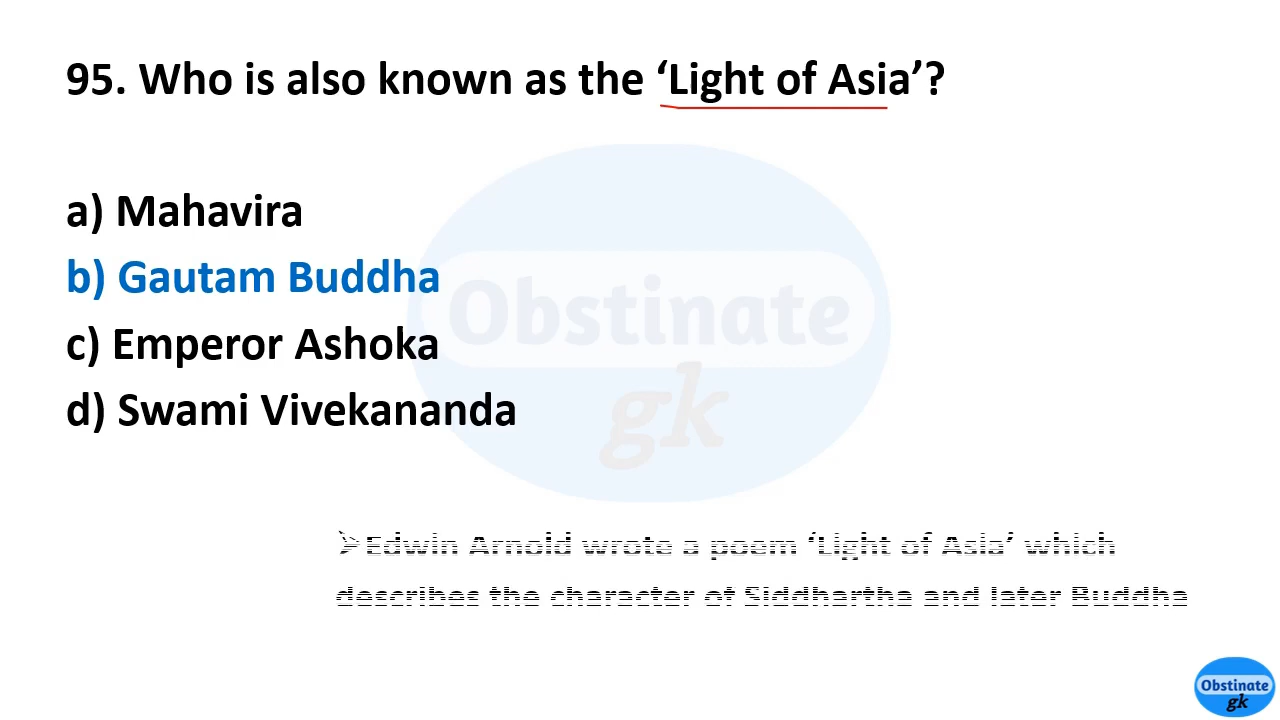 95. Who is also known as the ‘Light of Asia’?
a) Mahavira
b) Gautam Buddha
c) Emperor Ashoka
d) Swami Vivekananda
Obstinate
gk
➢Edwin Arnold wrote a poem ‘Light of Asia’ which
describes the character of Siddhartha and later Buddha
Obstinate
gk